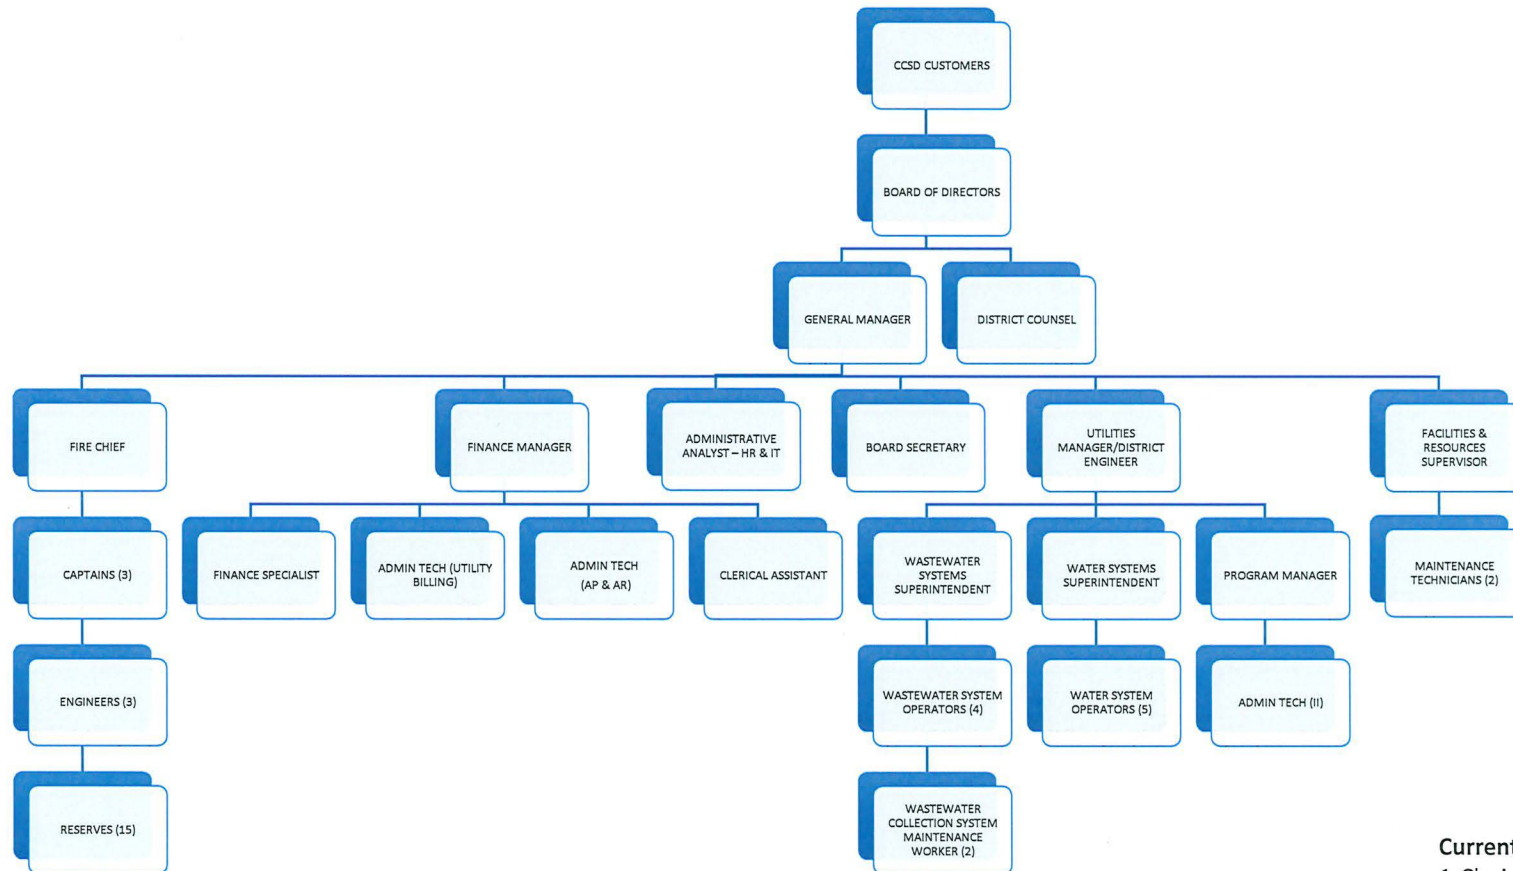 CCSD CUSTOMERS
BOARD OF DIRECTORS
GENERAL MANAGER
DISTRICT COUNSEL
FIRE CHIEF
FINANCE MANAGER
ADMINISTRATIVE
ANALYST – HR & IT
BOARD SECRETARY
UTILITIES
MANAGER/DISTRICT
ENGINEER
FACILITIES &
RESOURCES
SUPERVISOR
CAPTAINS (3)
FINANCE SPECIALIST
ADMIN TECH (UTILITY
BILLING)
ADMIN TECH
(AP & AR)
CLERICAL ASSISTANT
WASTEWATER
SYSTEMS
SUPERINTENDENT
WATER SYSTEMS
SUPERINTENDENT
PROGRAM MANAGER
MAINTENANCE
TECHNICIANS (2)
ENGINEERS (3)
WASTEWATER SYSTEM
OPERATORS (4)
WATER SYSTEM
OPERATORS (5)
ADMIN TECH (II)
RESERVES (15)
WASTEWATER
COLLECTION SYSTEM
MAINTENANCE
WORKER (2)
Current